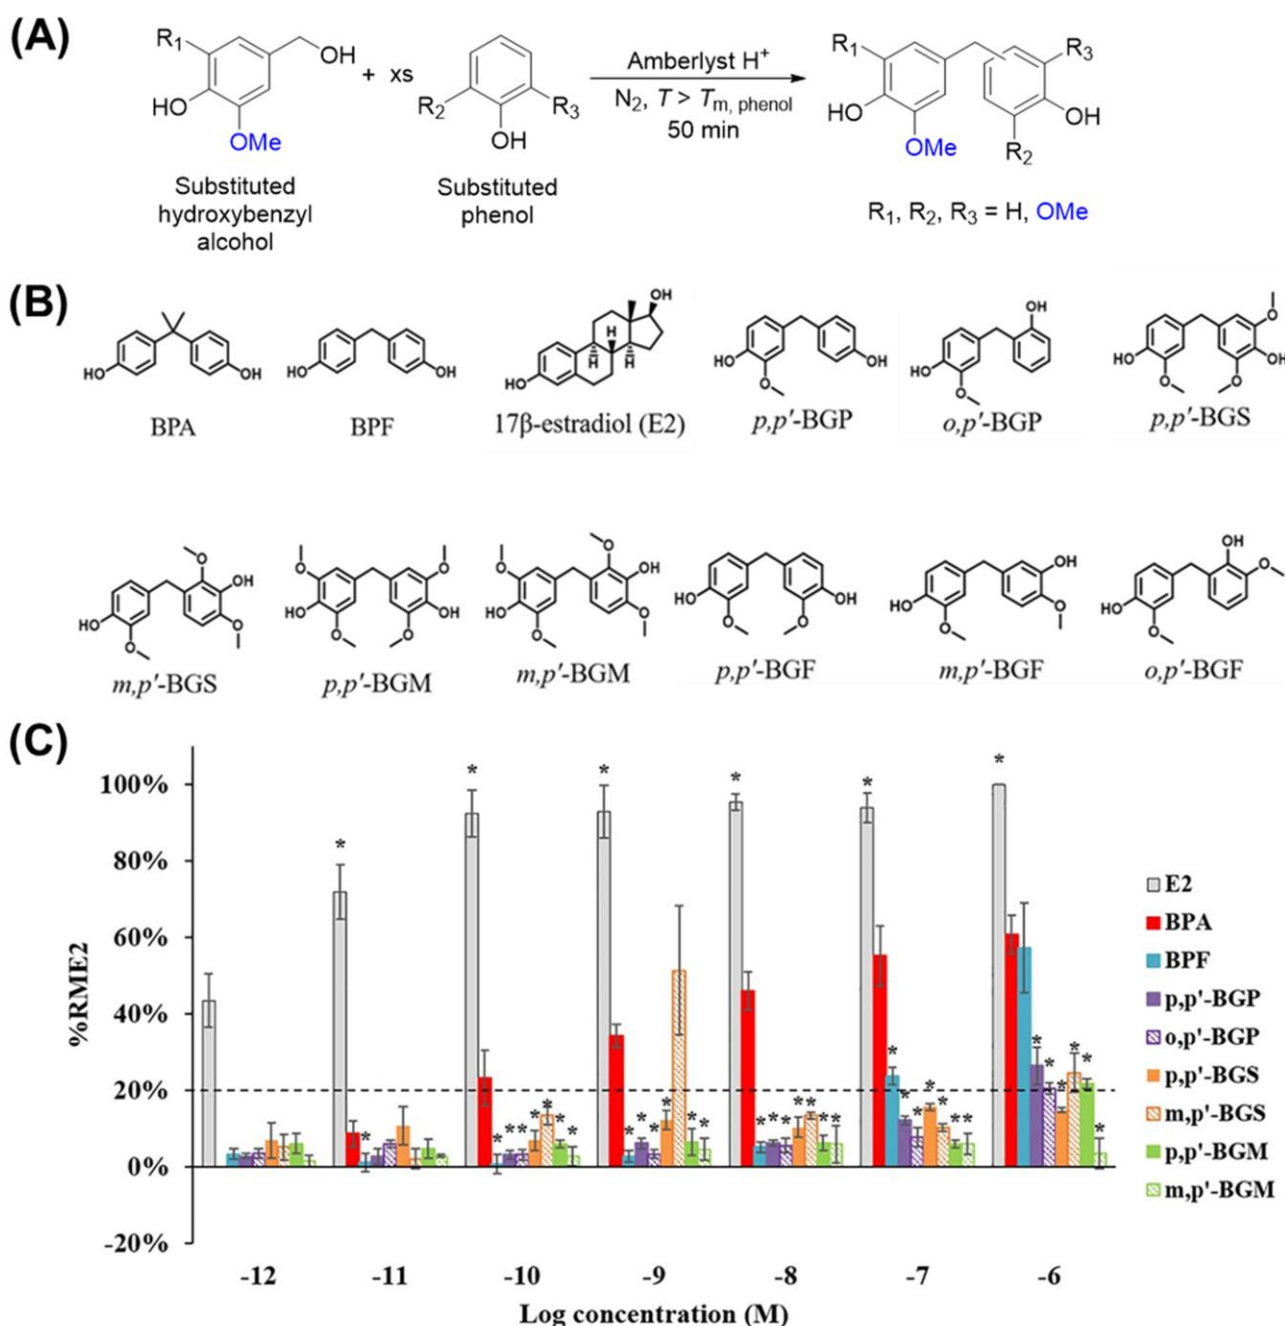 (A)
R₁
OH
HO
OMe
Substituted
hydroxybenzyl
alcohol
+ xs
R₂
R₃
OH
Substituted
phenol
Amberlyst H⁺
N₂, T > Tm, phenol
50 min
R₁
R₃
HO
OH
OMe
R₂
R₁, R₂, R₃ = H, OMe
(B)
HO
OH
BPA
HO
OH
BPF
OH
H
H
H
HO
17β-estradiol (E2)
HO
OH
O
p,p'-BGP
OH
HO
O
o,p'-BGP
O
HO
OH
O
O
p,p'-BGS
O
OH
HO
O
O
m,p'-BGS
O
O
HO
OH
O
O
p,p'-BGM
O
O
OH
HO
O
O
m,p'-BGM
HO
OH
O
O
p,p'-BGF
OH
HO
O
O
m,p'-BGF
OH
O
HO
O
o,p'-BGF
(C)
%RME2
100%
80%
60%
40%
20%
0%
-20%
-12
-11
-10
-9
-8
-7
-6
Log concentration (M)
E2
BPA
BPF
p,p'-BGP
o,p'-BGP
p,p'-BGS
m,p'-BGS
p,p'-BGM
m,p'-BGM